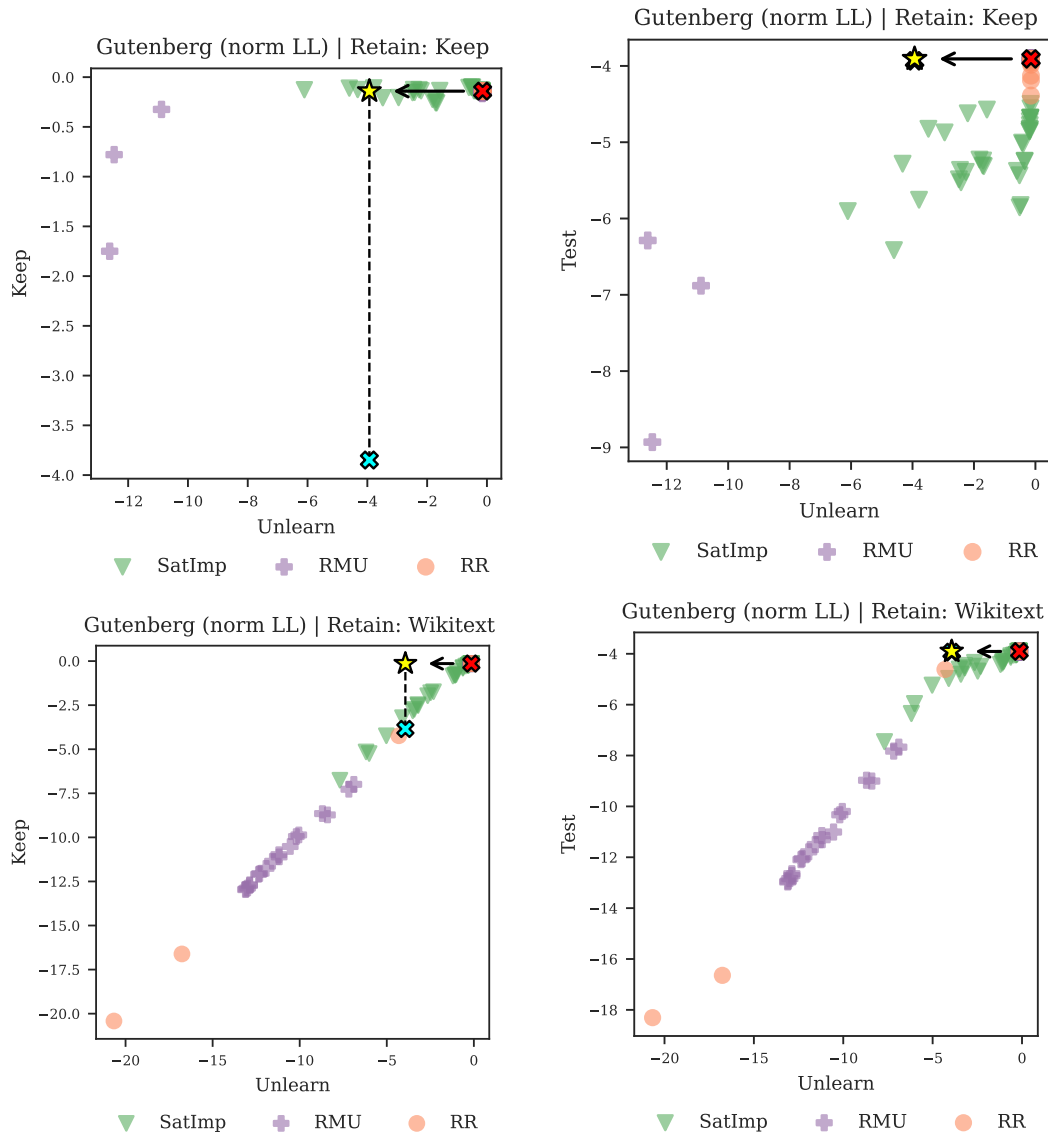 Gutenberg (norm LL) | Retain: Keep
0.0
−0.5
−1.0
−1.5
−2.0
−2.5
−3.0
−3.5
−4.0
Keep
−12
−10
−8
−6
−4
−2
0
Unlearn
SatImp
RMU
RR
Gutenberg (norm LL) | Retain: Keep
−4
−5
−6
−7
−8
−9
Test
−12
−10
−8
−6
−4
−2
0
Unlearn
SatImp
RMU
RR
Gutenberg (norm LL) | Retain: Wikitext
0.0
−2.5
−5.0
−7.5
−10.0
−12.5
−15.0
−17.5
−20.0
Keep
−20
−15
−10
−5
0
Unlearn
SatImp
RMU
RR
Gutenberg (norm LL) | Retain: Wikitext
−4
−6
−8
−10
−12
−14
−16
−18
Test
−20
−15
−10
−5
0
Unlearn
SatImp
RMU
RR